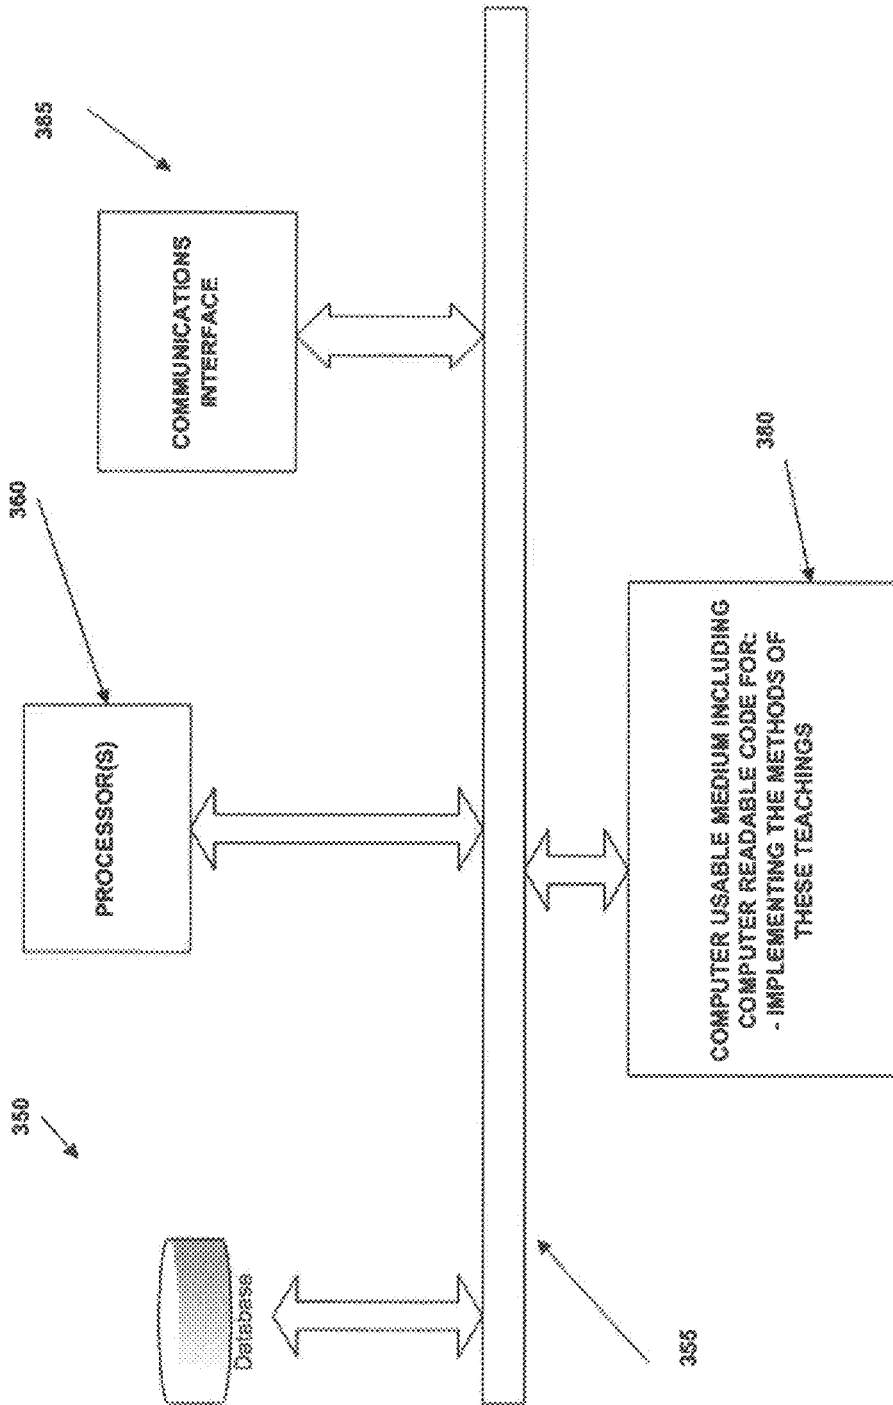 350
360
385
PROCESSOR(S)
COMMUNICATIONS
INTERFACE
Database
355
380
COMPUTER USABLE MEDIUM INCLUDING
COMPUTER READABLE CODE FOR:
- IMPLEMENTING THE METHODS OF
THESE TEACHINGS